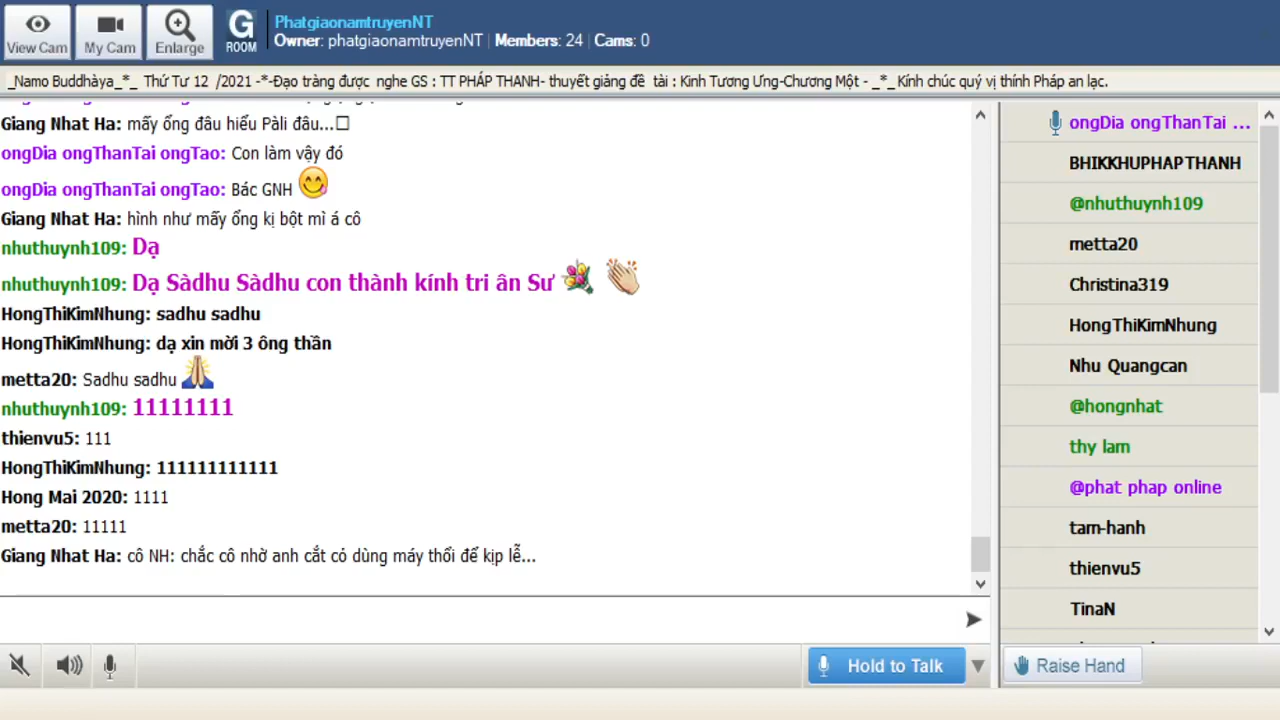 View Cam
My Cam
Enlarge
G
ROOM
PhatgiaonamtruyenNT
Owner: phatgiaonamtruyenNT | Members: 24 | Cams: 0
_Namo Buddhàya_*_ Thứ Tư 12 /2021 -*-Đạo tràng được nghe GS : TT PHÁP THANH- thuyết giảng đề tài : Kinh Tương Ưng-Chương Một - _*_ Kính chúc quý vị thính Pháp an lạc.
Giang Nhat Ha: mấy ổng đâu hiểu Pàli đâu...□
ongDia ongThanTai ongTao: Con làm vậy đó
ongDia ongThanTai ongTao: Bác GNH
Giang Nhat Ha: hình như mấy ổng kị bột mì á cô
nhuthuynh109: Dạ
nhuthuynh109: Dạ Sàdhu Sàdhu con thành kính tri ân Sư
HongThiKimNhung: sadhu sadhu
HongThiKimNhung: dạ xin mời 3 ông thần
metta20: Sadhu sadhu
nhuthuynh109: 11111111
thienvu5: 111
HongThiKimNhung: 111111111111
Hong Mai 2020: 1111
metta20: 11111
Giang Nhat Ha: cô NH: chắc cô nhờ anh cắt cỏ dùng máy thổi để kịp lễ...
Hold to Talk
ongDia ongThanTai ...
BHIKKHUPHAPTHANH
@nhuthuynh109
metta20
Christina319
HongThiKimNhung
Nhu Quangcan
@hongnhat
thy lam
@phat phap online
tam-hanh
thienvu5
TinaN
Raise Hand